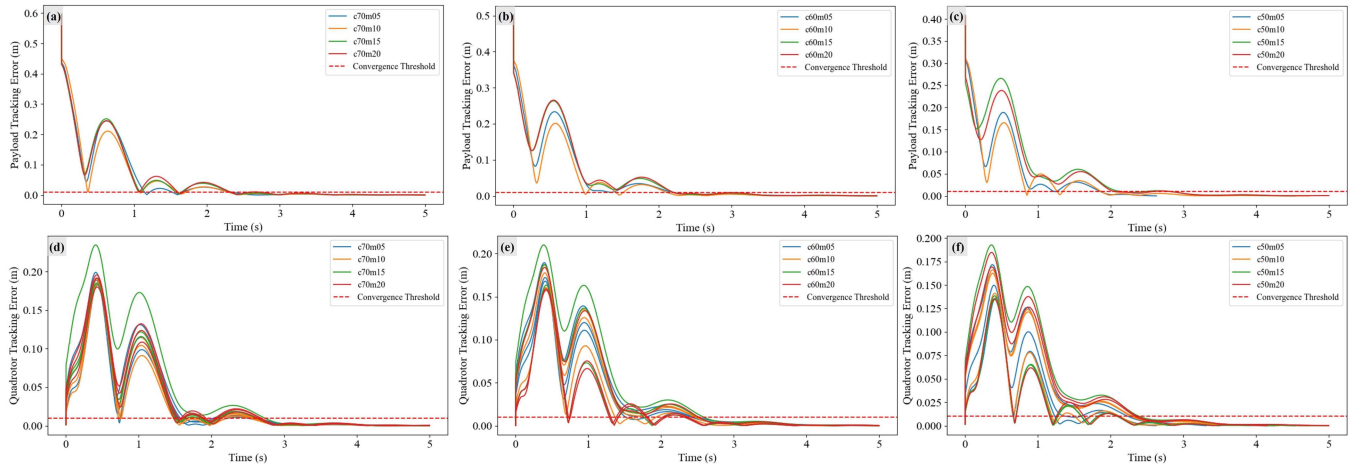 (a)
Payload Tracking Error (m)
0.6
0.5
0.4
0.3
0.2
0.1
0.0
0
1
2
3
4
5
Time (s)
c70m05
c70m10
c70m15
c70m20
Convergence Threshold
(b)
Payload Tracking Error (m)
0.5
0.4
0.3
0.2
0.1
0.0
0
1
2
3
4
5
Time (s)
c60m05
c60m10
c60m15
c60m20
Convergence Threshold
(c)
Payload Tracking Error (m)
0.40
0.35
0.30
0.25
0.20
0.15
0.10
0.05
0.00
0
1
2
3
4
5
Time (s)
c50m05
c50m10
c50m15
c50m20
Convergence Threshold
(d)
Quadrotor Tracking Error (m)
0.20
0.15
0.10
0.05
0.00
0
1
2
3
4
5
Time (s)
c70m05
c70m10
c70m15
c70m20
Convergence Threshold
(e)
Quadrotor Tracking Error (m)
0.20
0.15
0.10
0.05
0.00
0
1
2
3
4
5
Time (s)
c60m05
c60m10
c60m15
c60m20
Convergence Threshold
(f)
Quadrotor Tracking Error (m)
0.200
0.175
0.150
0.125
0.100
0.075
0.050
0.025
0.000
0
1
2
3
4
5
Time (s)
c50m05
c50m10
c50m15
c50m20
Convergence Threshold